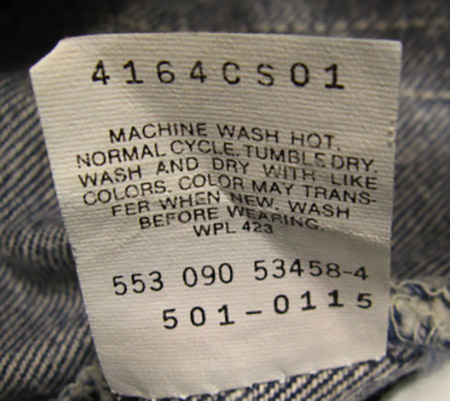 4164CS01
MACHINE WASH HOT.
NORMAL CYCLE. TUMBLE DRY.
WASH AND DRY WITH LIKE
COLORS. COLOR MAY TRANS-
FER WHEN NEW. WASH
BEFORE WEARING.
WPL 423
553 090 53458-4
501-0115